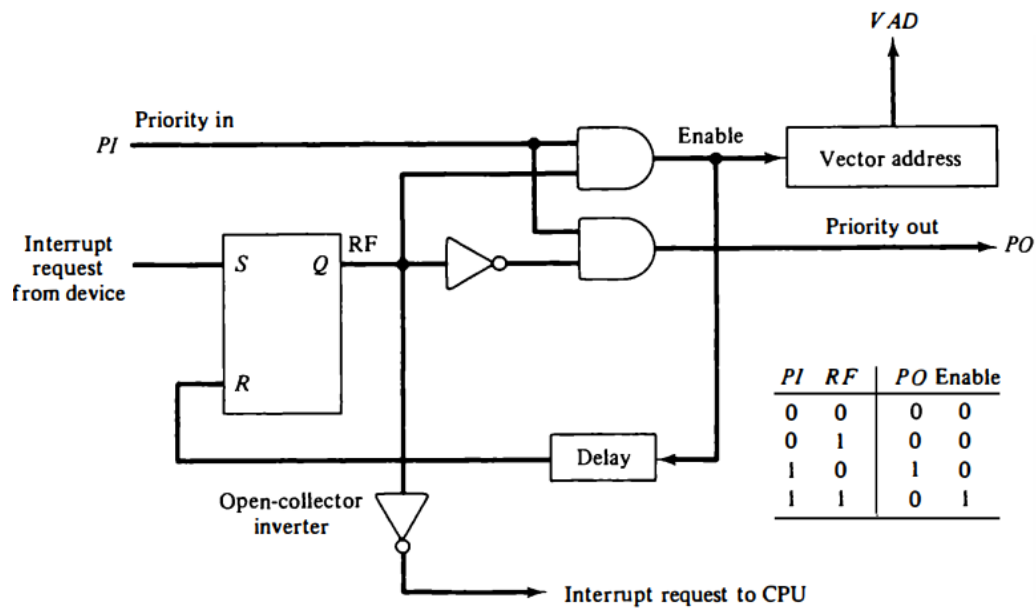 VAD
Priority in
PI
Enable
Vector address
Interrupt
request
from device
RF
S
Q
Priority out
PO
R
PI RF PO Enable
0 0 0 0
0 1 0 0
1 0 1 0
1 1 0 1
Delay
Open-collector
inverter
Interrupt request to CPU